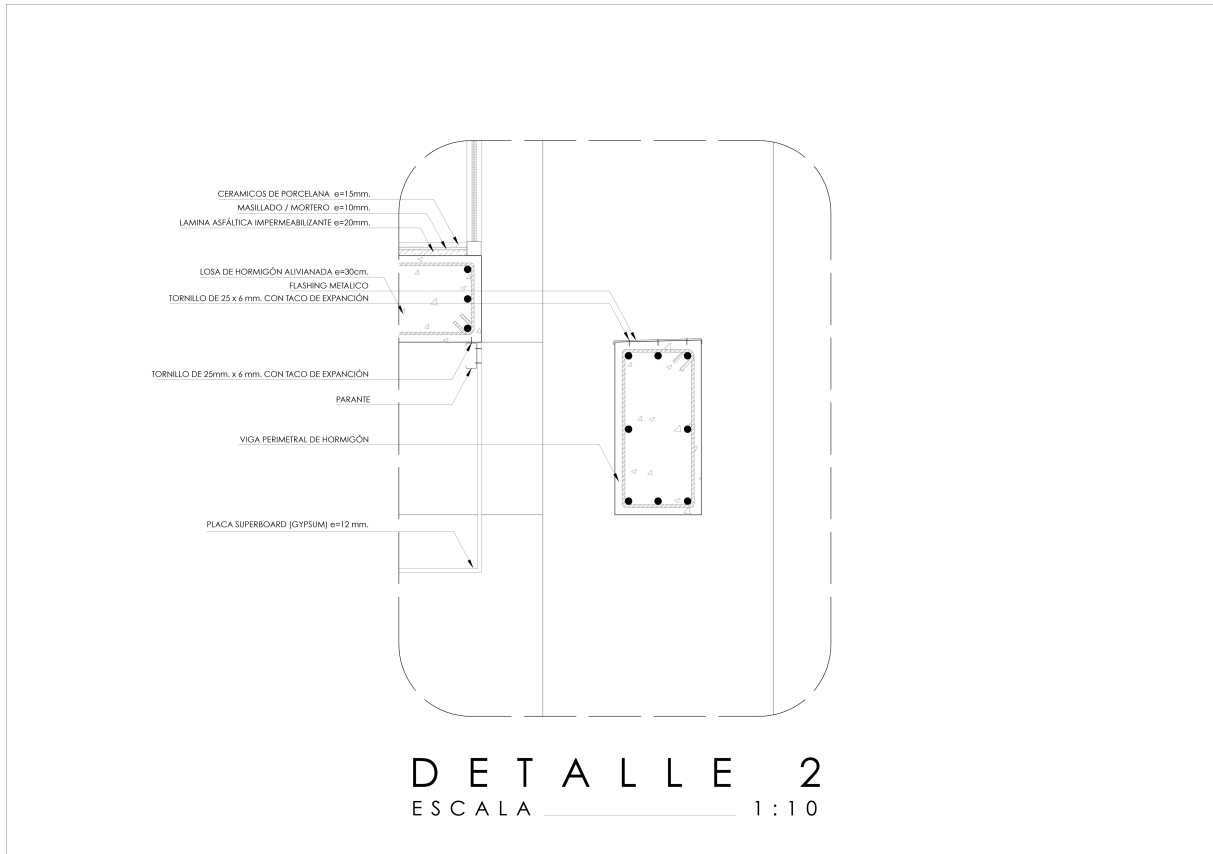 CERAMICOS DE PORCELANA e=15mm.
MASILLADO / MORTERO e=10mm.
LAMINA ASFÁLTICA IMPERMEABILIZANTE e=20mm.
LOSA DE HORMIGÓN ALIVIANADA e=30cm.
FLASHING METALICO
TORNILLO DE 25 x 6 mm. CON TACO DE EXPANCIÓN
TORNILLO DE 25mm. x 6 mm. CON TACO DE EXPANCIÓN
PARANTE
VIGA PERIMETRAL DE HORMIGÓN
PLACA SUPERBOARD (GYPSUM) e=12 mm.
DETALLE 2
ESCALA 1:10